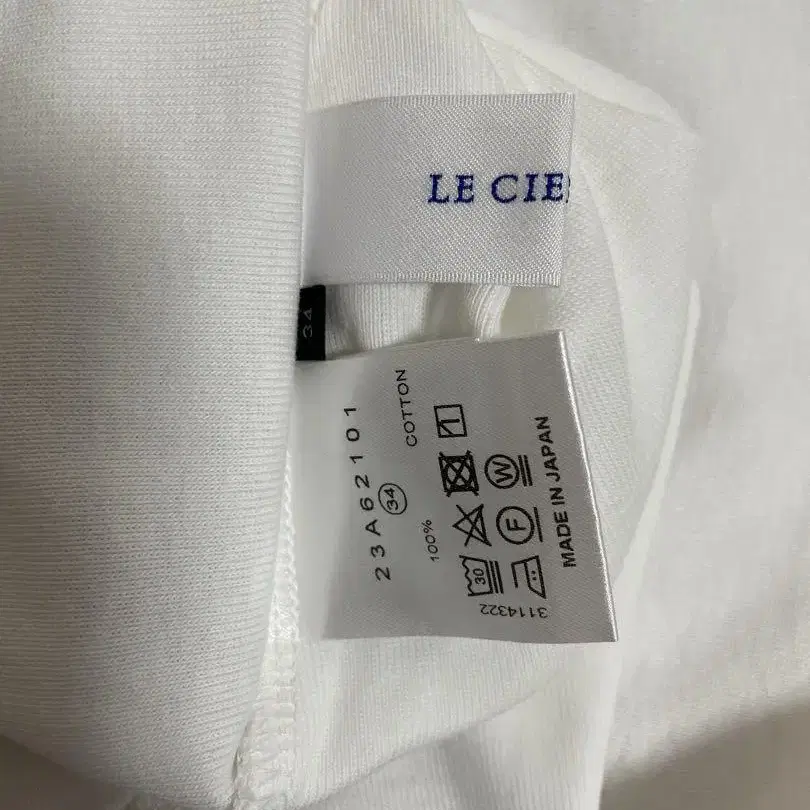 LE CIE
34
23A62101
34
100% COTTON
30
F W
MADE IN JAPAN
3114322